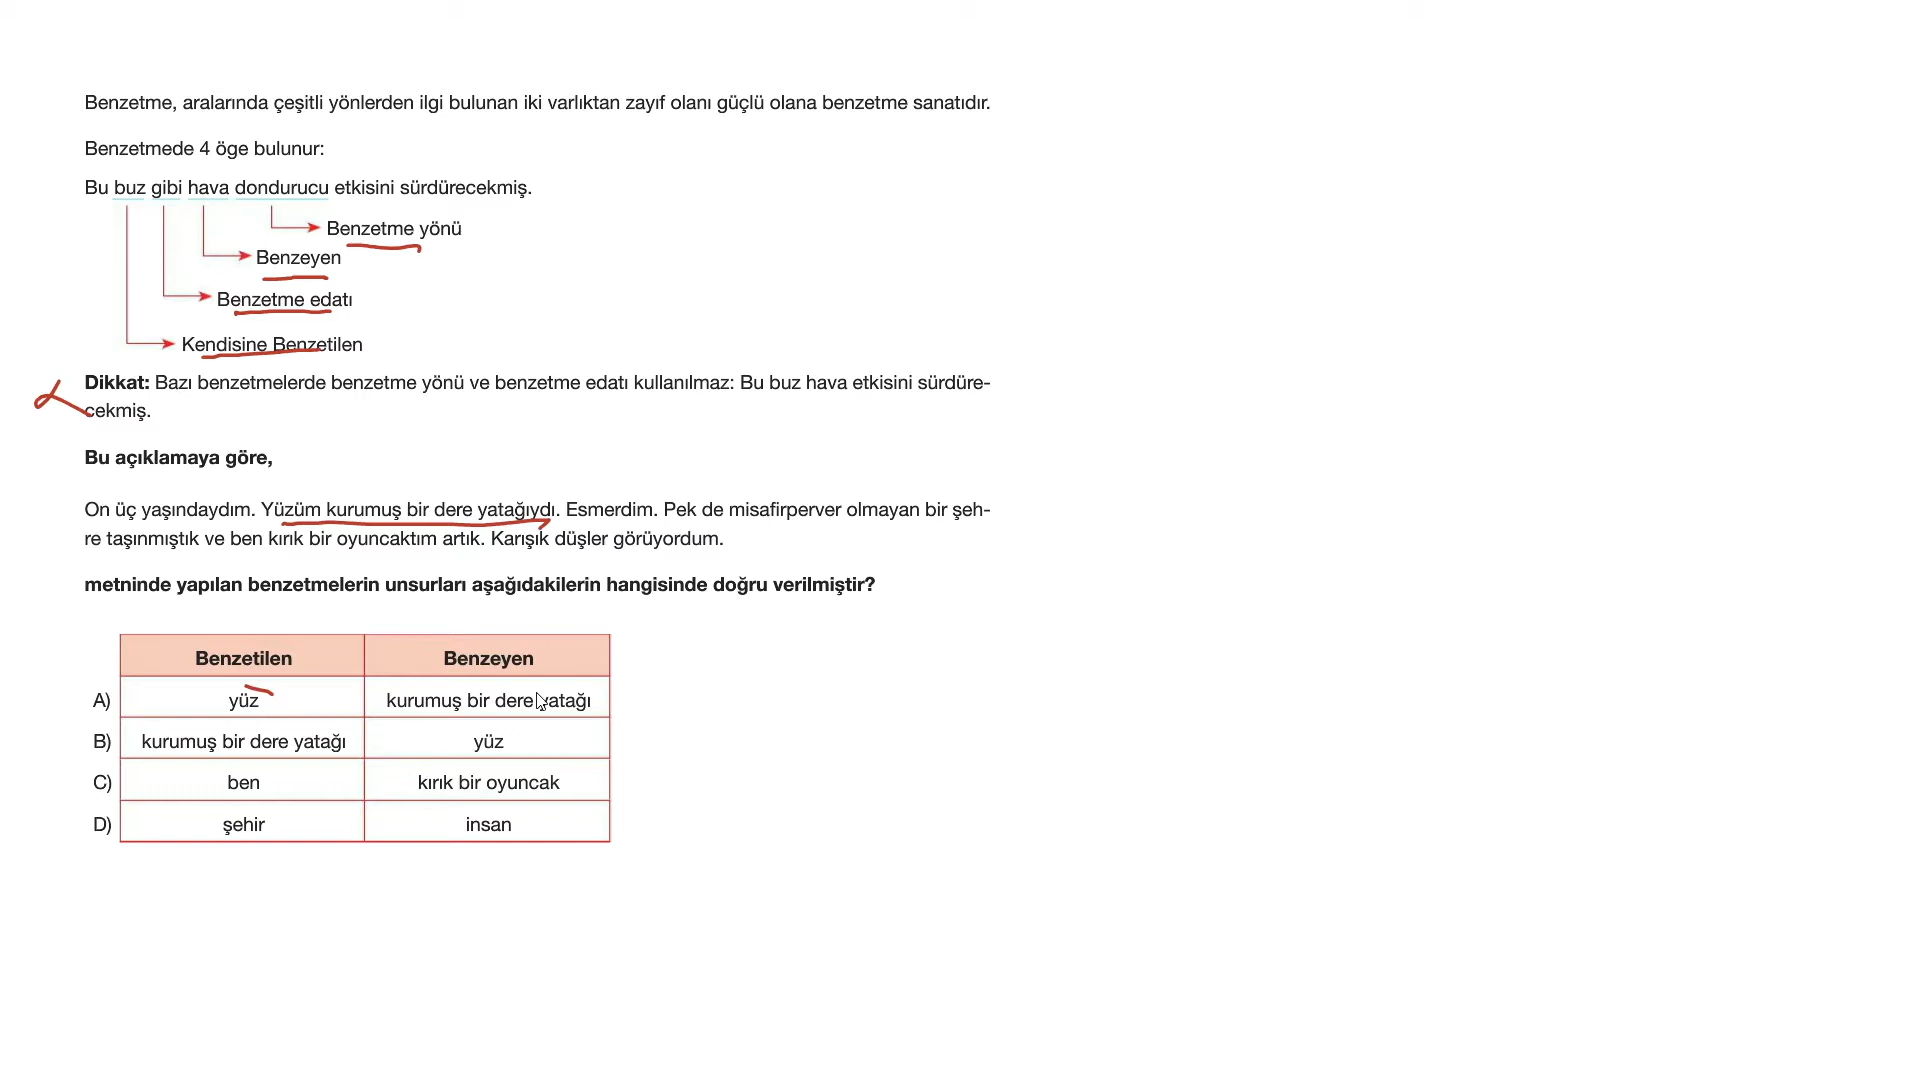 Benzetme, aralarında çeşitli yönlerden ilgi bulunan iki varlıktan zayıf olanı güçlü olana benzetme sanatıdır.
Benzetmede 4 öge bulunur:
Bu buz gibi hava dondurucu etkisini sürdürecekmiş.
Benzetme yönü
Benzeyen
Benzetme edatı
Kendisine Benzetilen
Dikkat: Bazı benzetmelerde benzetme yönü ve benzetme edatı kullanılmaz: Bu buz hava etkisini sürdüre-
cekmiş.
Bu açıklamaya göre,
On üç yaşındaydım. Yüzüm kurumuş bir dere yatağıydı. Esmerdim. Pek de misafirperver olmayan bir şeh-
re taşınmıştık ve ben kırık bir oyuncaktım artık. Karışık düşler görüyordum.
metninde yapılan benzetmelerin unsurları aşağıdakilerin hangisinde doğru verilmiştir?
Benzetilen Benzeyen
A) yüz kurumuş bir dere yatağı
B) kurumuş bir dere yatağı yüz
C) ben kırık bir oyuncak
D) şehir insan